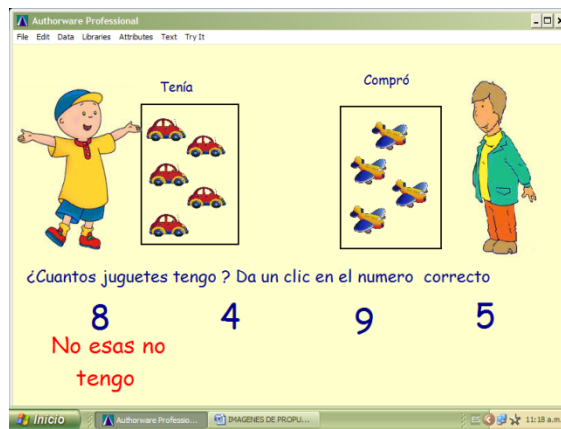 Authorware Professional
File Edit Data Libraries Attributes Text Try It
Tenía
Compró
¿Cuantos juguetes tengo ? Da un clic en el numero correcto
8 4 9 5
No esas no
tengo
Inicio Authorware Professio... IMAGENES DE PROPU... 11:18 a.m.